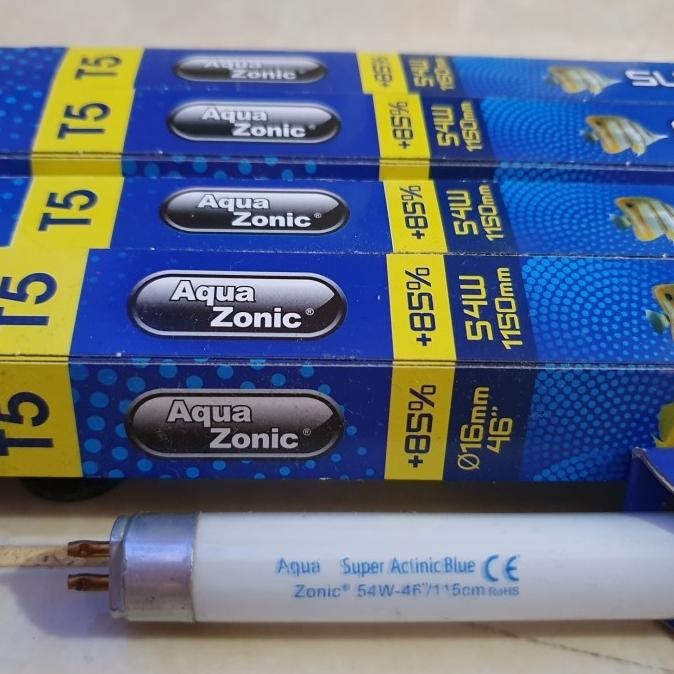 T5
Aqua
Zonic
+85%
54W
1150mm
T5
Aqua
Zonic®
+85%
54W
1150mm
T5
Aqua
Zonic®
+85%
54W
1150mm
T5
Aqua
Zonic®
+85%
54W
1150mm
T5
Aqua
Zonic®
+85%
Ø16mm
46"
Aqua Super Actinic Blue CE
Zonic® 54W-46"/115cm RoHS